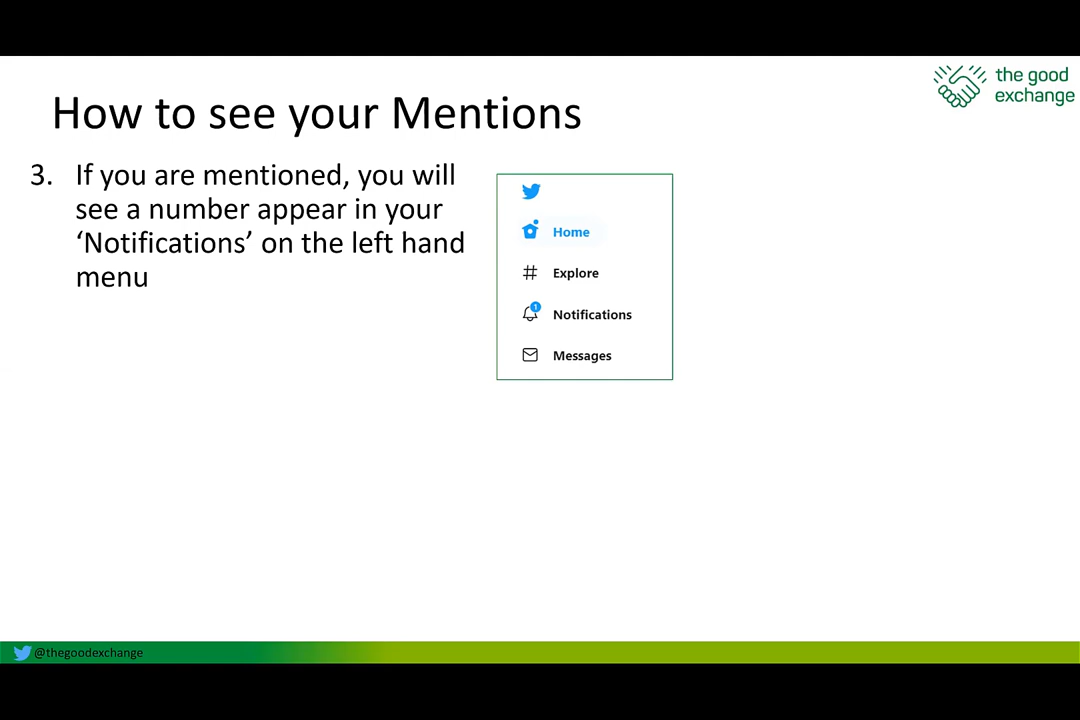 the good
exchange
How to see your Mentions
3. If you are mentioned, you will
see a number appear in your
‘Notifications’ on the left hand
menu
Home
Explore
1
Notifications
Messages
@thegoodexchange